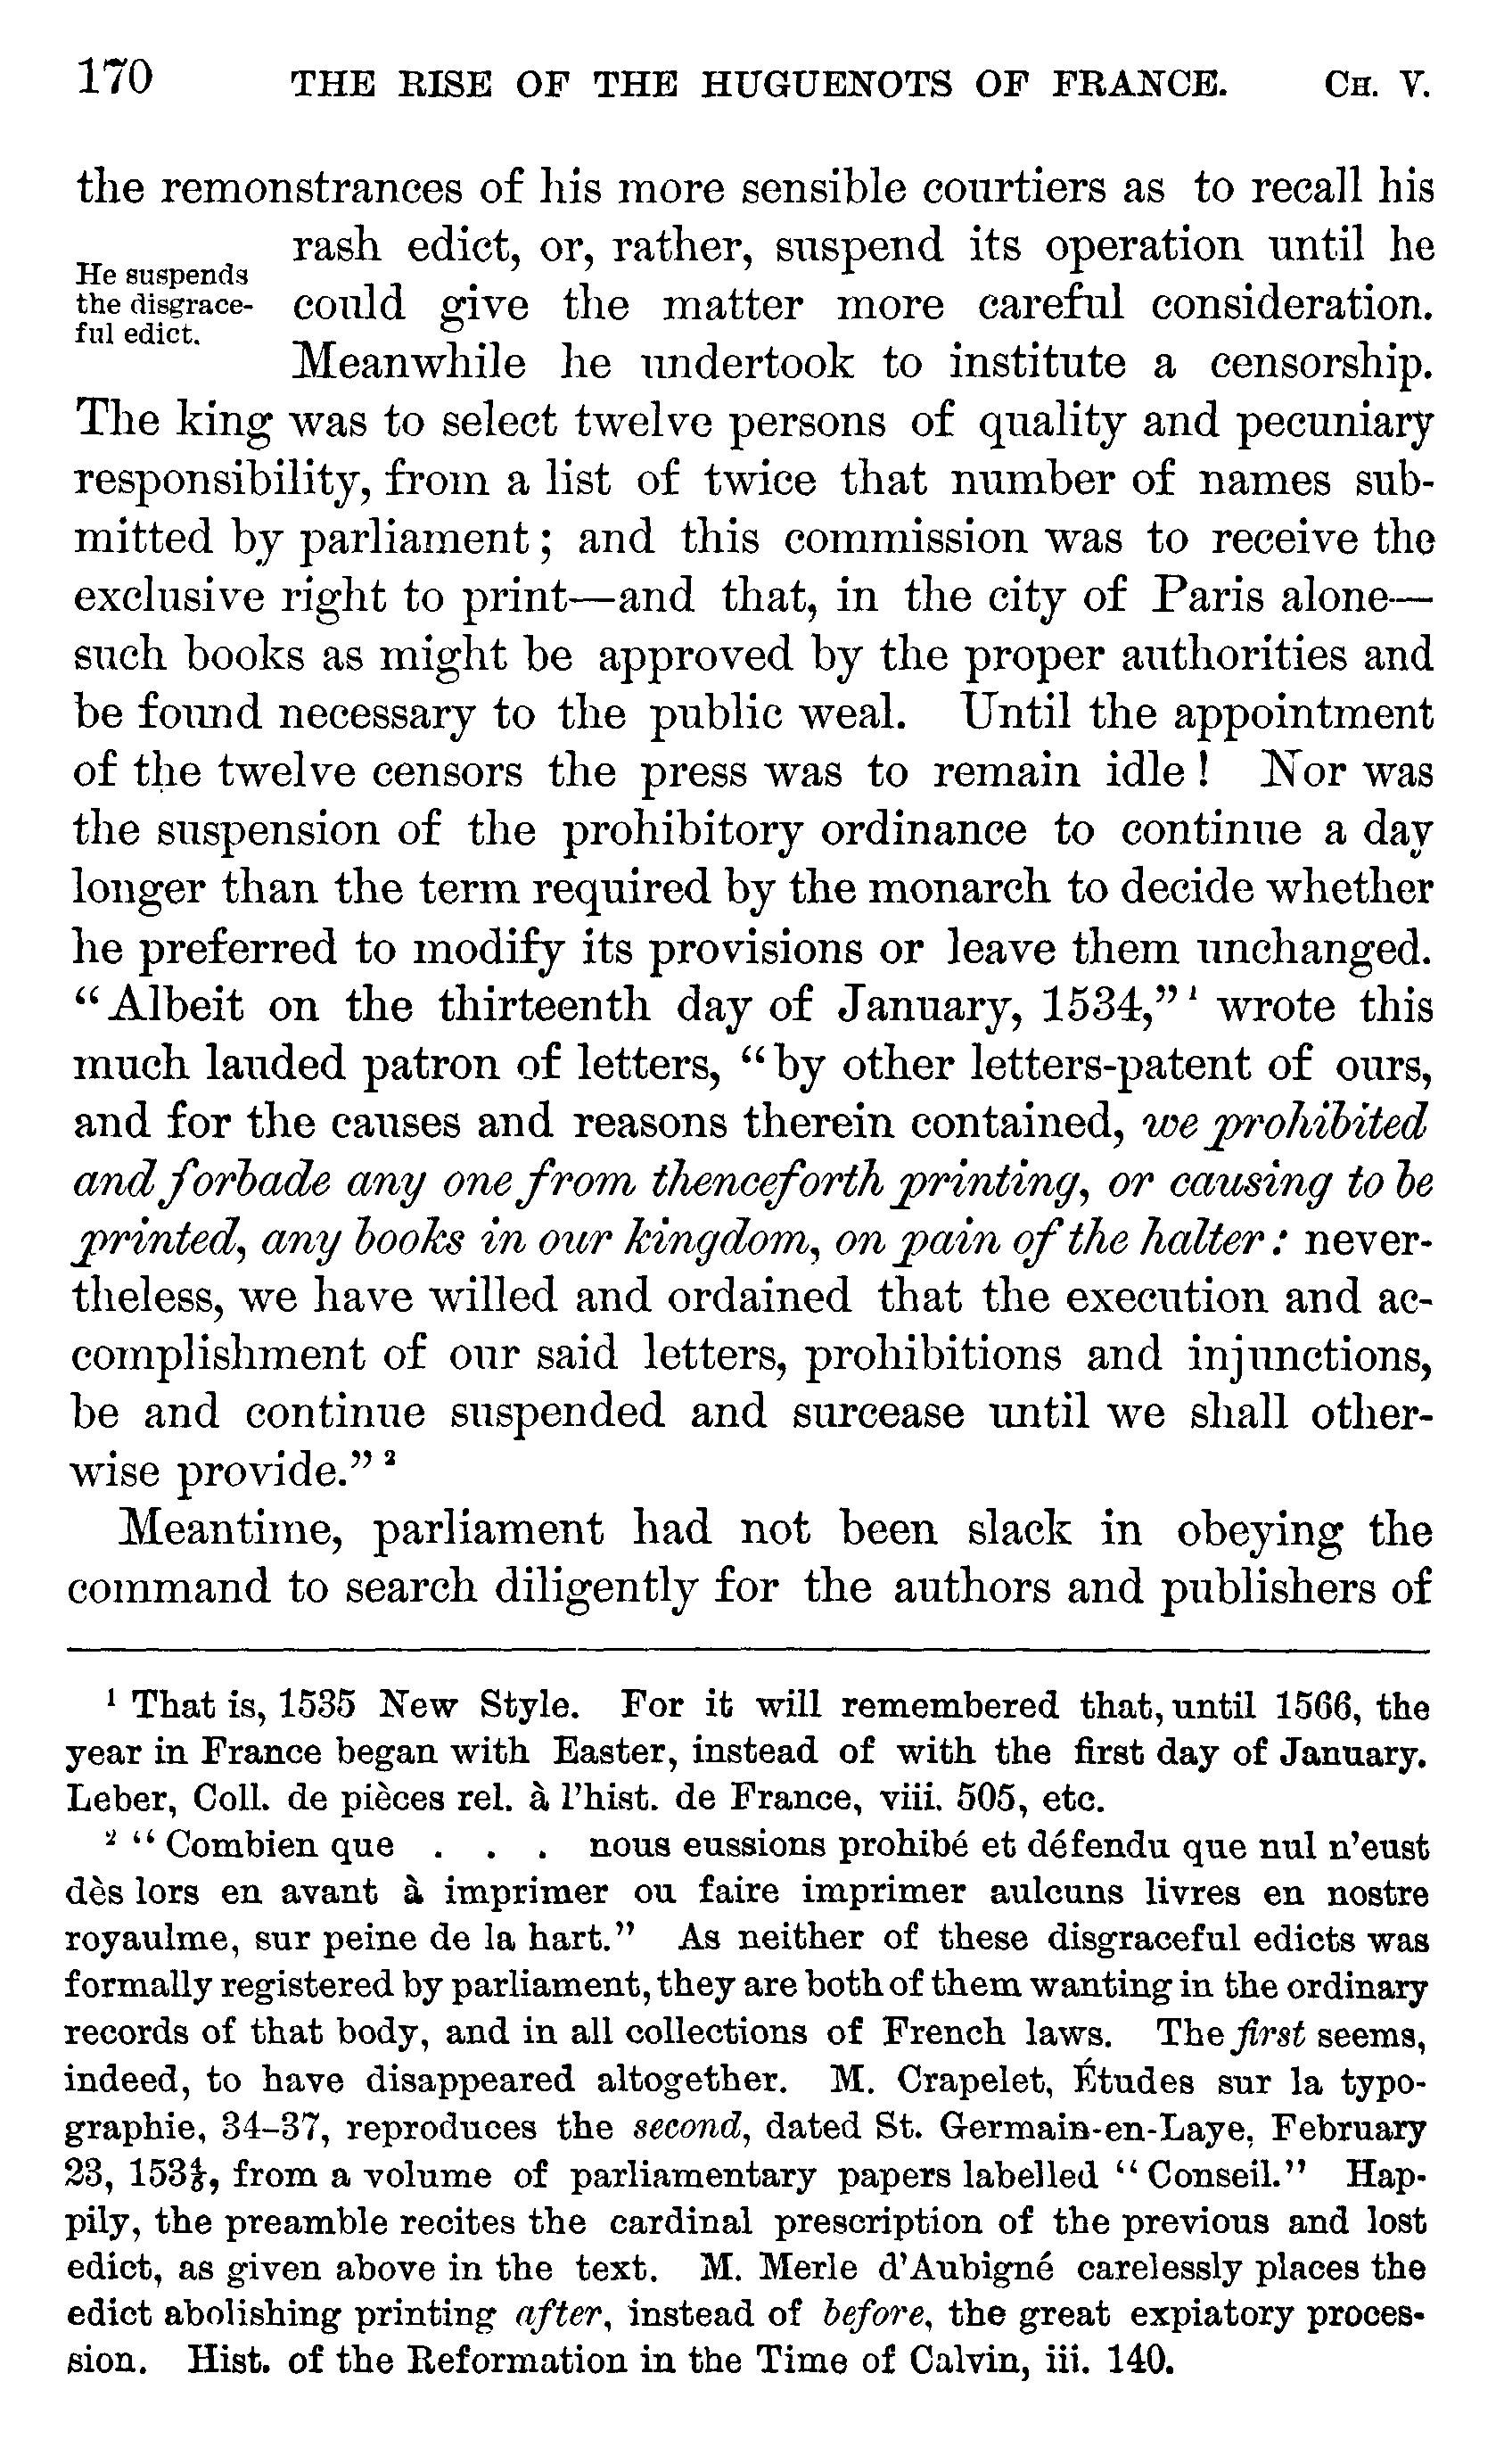 170 THE RISE OF THE HUGUENOTS OF FRANCE. CH. V.
the remonstrances of his more sensible courtiers as to recall his
rash edict, or, rather, suspend its operation until he
He suspends
the disgrace-
ful edict.
could give the matter more careful consideration.
Meanwhile he undertook to institute a censorship.
The king was to select twelve persons of quality and pecuniary
responsibility, from a list of twice that number of names sub-
mitted by parliament; and this commission was to receive the
exclusive right to print—and that, in the city of Paris alone—
such books as might be approved by the proper authorities and
be found necessary to the public weal. Until the appointment
of the twelve censors the press was to remain idle! Nor was
the suspension of the prohibitory ordinance to continue a day
longer than the term required by the monarch to decide whether
he preferred to modify its provisions or leave them unchanged.
“Albeit on the thirteenth day of January, 1534,”¹ wrote this
much lauded patron of letters, “by other letters-patent of ours,
and for the causes and reasons therein contained, we prohibited
and forbade any one from thenceforth printing, or causing to be
printed, any books in our kingdom, on pain of the halter: never-
theless, we have willed and ordained that the execution and ac-
complishment of our said letters, prohibitions and injunctions,
be and continue suspended and surcease until we shall other-
wise provide.”²
Meantime, parliament had not been slack in obeying the
command to search diligently for the authors and publishers of
¹ That is, 1535 New Style. For it will remembered that, until 1566, the
year in France began with Easter, instead of with the first day of January.
Leber, Coll. de pièces rel. à l’hist. de France, viii. 505, etc.
² “Combien que . . . nous eussions prohibé et défendu que nul n’eust
dès lors en avant à imprimer ou faire imprimer aulcuns livres en nostre
royaulme, sur peine de la hart.” As neither of these disgraceful edicts was
formally registered by parliament, they are both of them wanting in the ordinary
records of that body, and in all collections of French laws. The first seems,
indeed, to have disappeared altogether. M. Crapelet, Études sur la typo-
graphie, 34–37, reproduces the second, dated St. Germain-en-Laye, February
23, 153⅘, from a volume of parliamentary papers labelled “Conseil.” Hap-
pily, the preamble recites the cardinal prescription of the previous and lost
edict, as given above in the text. M. Merle d’Aubigné carelessly places the
edict abolishing printing after, instead of before, the great expiatory proces-
sion. Hist. of the Reformation in the Time of Calvin, iii. 140.